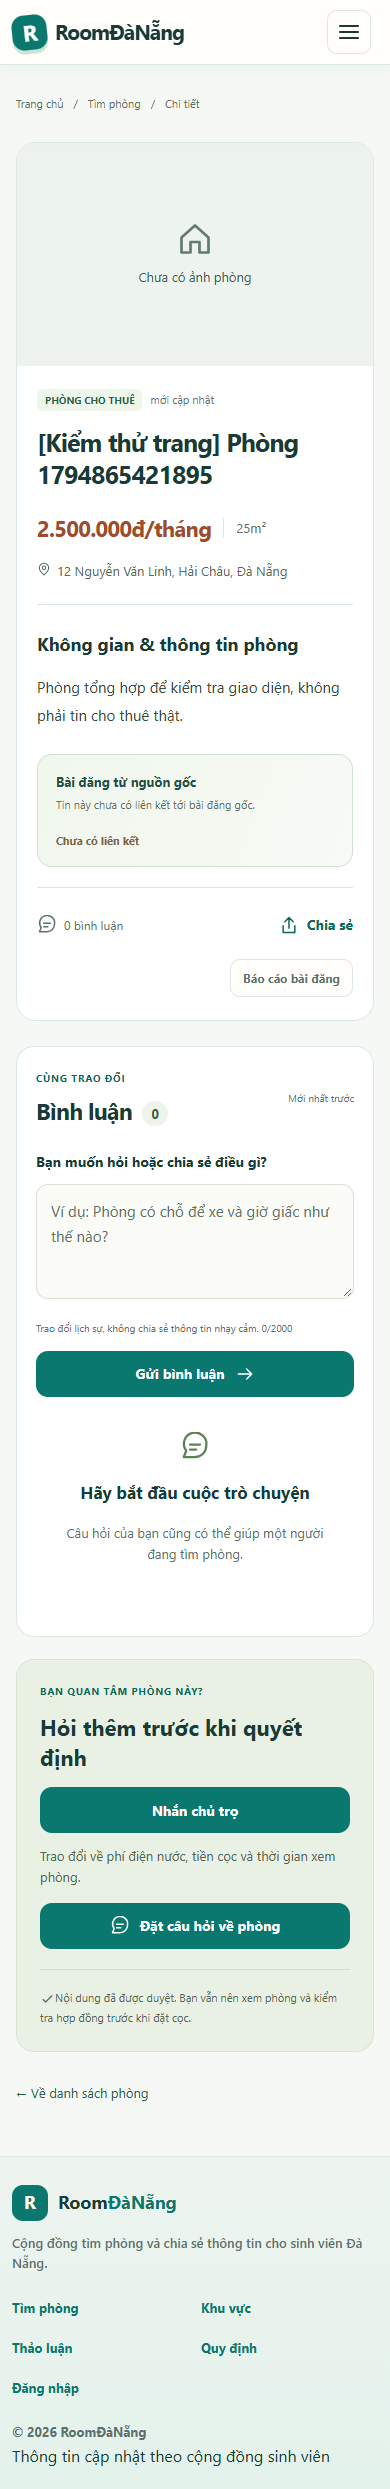 R RoomĐàNẵng
Trang chủ / Tìm phòng / Chi tiết
Chưa có ảnh phòng
PHÒNG CHO THUÊ mới cập nhật
[Kiểm thử trang] Phòng
1794865421895
2.500.000đ/tháng 25m²
12 Nguyễn Văn Linh, Hải Châu, Đà Nẵng
Không gian & thông tin phòng
Phòng tổng hợp để kiểm tra giao diện, không
phải tin cho thuê thật.
Bài đăng từ nguồn gốc
Tin này chưa có liên kết tới bài đăng gốc.
Chưa có liên kết
0 bình luận Chia sẻ
Báo cáo bài đăng
CÙNG TRAO ĐỔI
Bình luận 0 Mới nhất trước
Bạn muốn hỏi hoặc chia sẻ điều gì?
Ví dụ: Phòng có chỗ để xe và giờ giấc như
thế nào?
Trao đổi lịch sự, không chia sẻ thông tin nhạy cảm. 0/2000
Gửi bình luận →
Hãy bắt đầu cuộc trò chuyện
Câu hỏi của bạn cũng có thể giúp một người
đang tìm phòng.
BẠN QUAN TÂM PHÒNG NÀY?
Hỏi thêm trước khi quyết
định
Nhắn chủ trọ
Trao đổi về phí điện nước, tiền cọc và thời gian xem
phòng.
Đặt câu hỏi về phòng
✓ Nội dung đã được duyệt. Bạn vẫn nên xem phòng và kiểm
tra hợp đồng trước khi đặt cọc.
← Về danh sách phòng
R RoomĐàNẵng
Cộng đồng tìm phòng và chia sẻ thông tin cho sinh viên Đà
Nẵng.
Tìm phòng Khu vực
Thảo luận Quy định
Đăng nhập
© 2026 RoomĐàNẵng
Thông tin cập nhật theo cộng đồng sinh viên